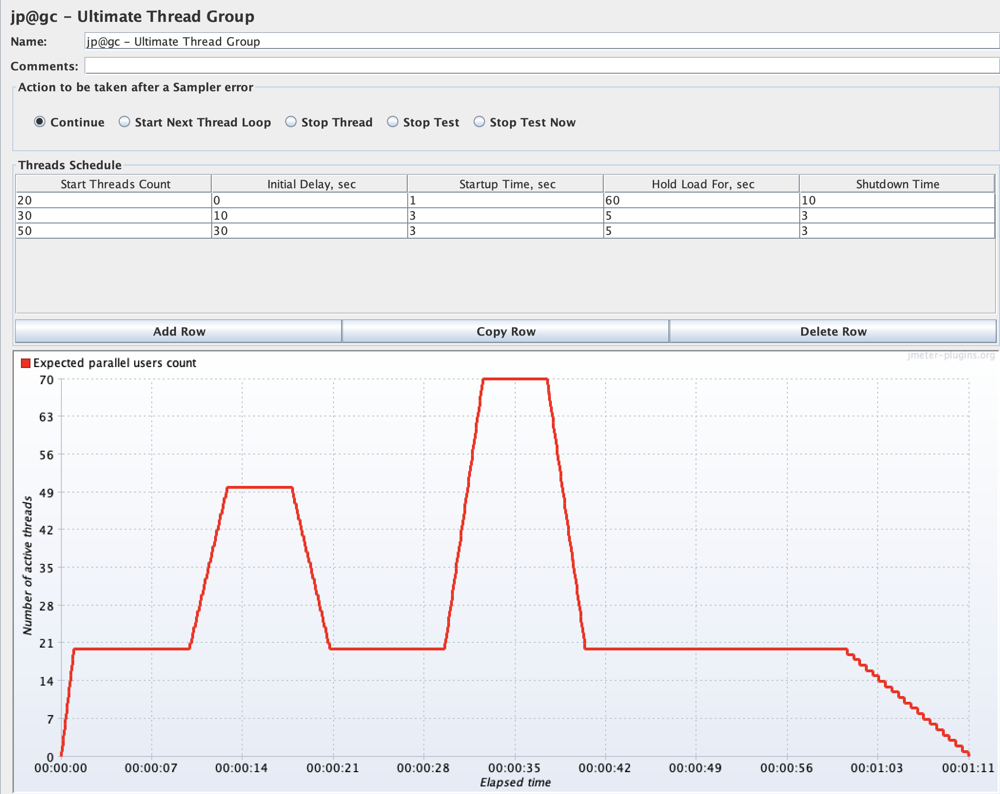 jp@gc - Ultimate Thread Group
Name: jp@gc - Ultimate Thread Group
Comments:
Action to be taken after a Sampler error
Continue Start Next Thread Loop Stop Thread Stop Test Stop Test Now
Threads Schedule
Start Threads Count Initial Delay, sec Startup Time, sec Hold Load For, sec Shutdown Time
20 0 1 60 10
30 10 3 5 3
50 30 3 5 3
Add Row Copy Row Delete Row
jmeter-plugins.org
Expected parallel users count
70
63
56
49
42
35
28
21
14
7
0
Number of active threads
00:00:00 00:00:07 00:00:14 00:00:21 00:00:28 00:00:35 00:00:42 00:00:49 00:00:56 00:01:03 00:01:11
Elapsed time